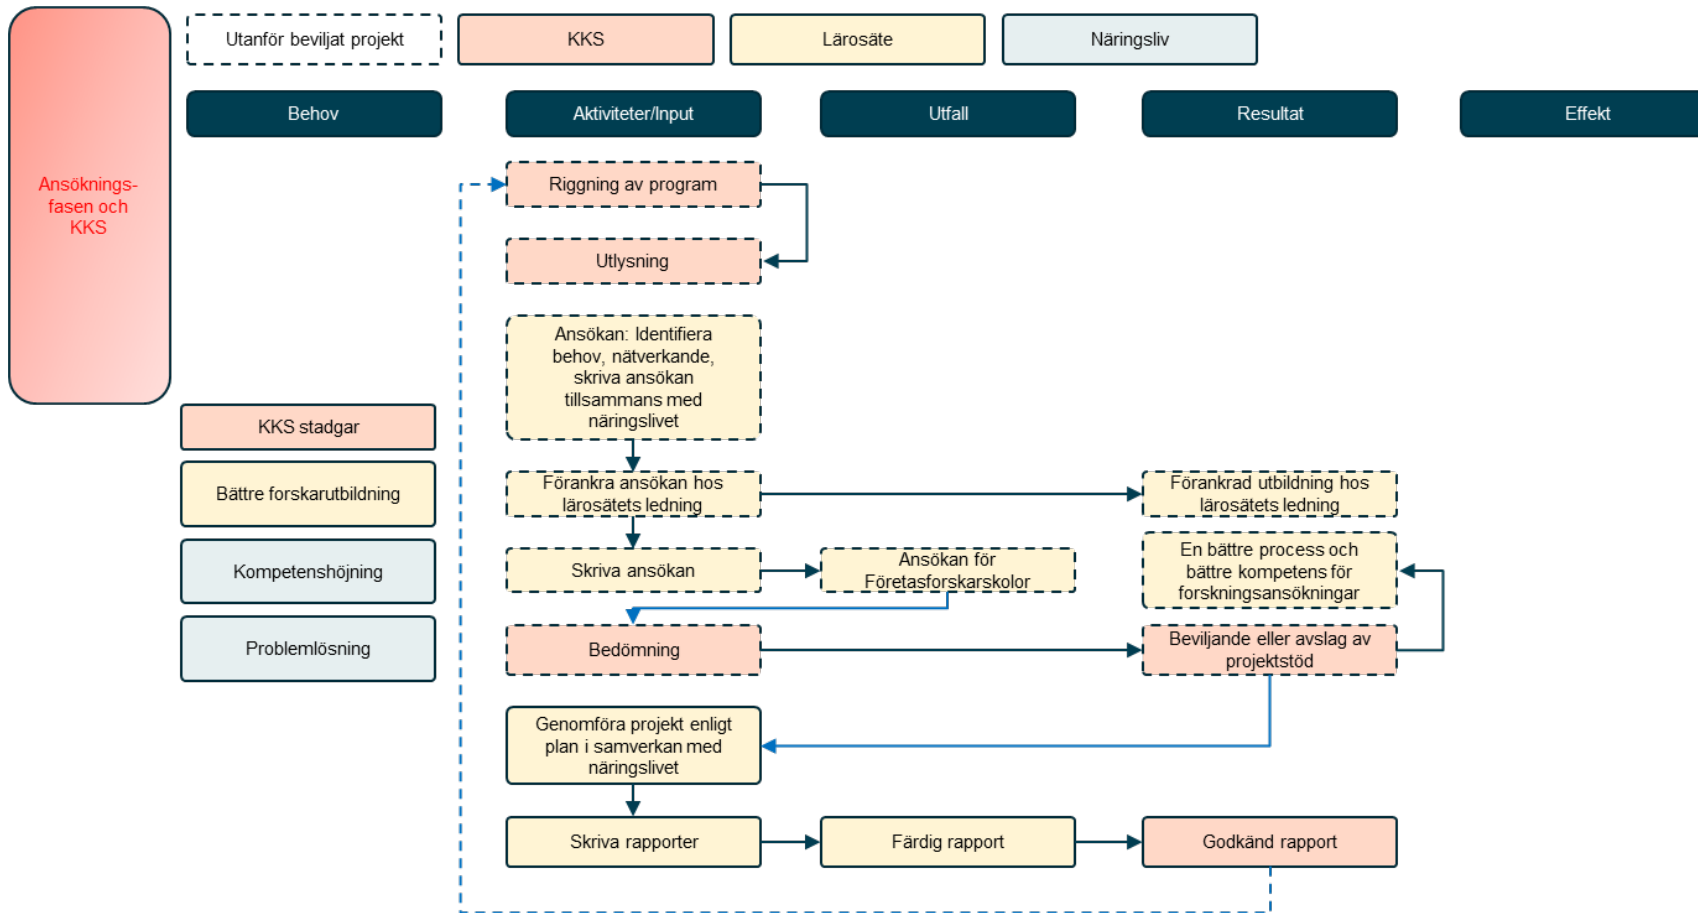 Utanför beviljat projekt
KKS
Lärosäte
Näringsliv
Behov
Aktiviteter/Input
Utfall
Resultat
Effekt
Ansöknings-
fasen och
KKS
Riggning av program
Utlysning
Ansökan: Identifiera
behov, nätverkande,
skriva ansökan
tillsammans med
näringslivet
KKS stadgar
Bättre forskarutbildning
Kompetenshöjning
Problemlösning
Förankra ansökan hos
lärosätets ledning
Förankrad utbildning hos
lärosätets ledning
Skriva ansökan
Ansökan för
Företasforskarskolor
En bättre process och
bättre kompetens för
forskningsansökningar
Bedömning
Beviljande eller avslag av
projektstöd
Genomföra projekt enligt
plan i samverkan med
näringslivet
Skriva rapporter
Färdig rapport
Godkänd rapport